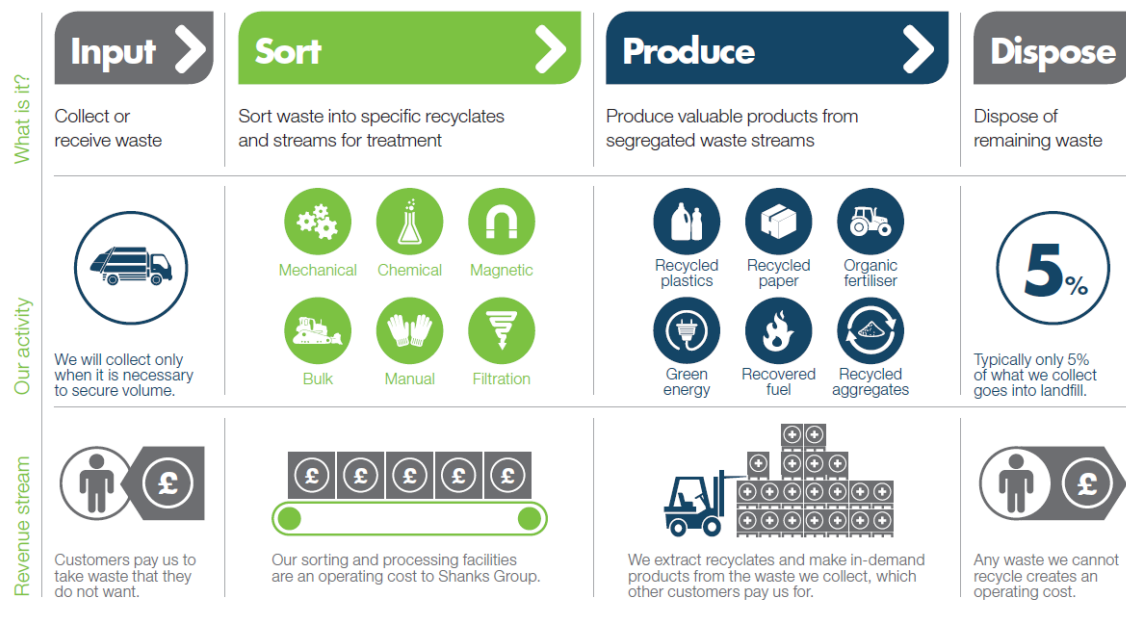 Input
Sort
Produce
Dispose
What is it?
Collect or
receive waste
Sort waste into specific recyclates
and streams for treatment
Produce valuable products from
segregated waste streams
Dispose of
remaining waste
Our activity
We will collect only
when it is necessary
to secure volume.
Mechanical
Chemical
Magnetic
Bulk
Manual
Filtration
Recycled
plastics
Recycled
paper
Organic
fertiliser
Green
energy
Recovered
fuel
Recycled
aggregates
5%
Typically only 5%
of what we collect
goes into landfill.
Revenue stream
£
Customers pay us to
take waste that they
do not want.
£ £ £ £ £
Our sorting and processing facilities
are an operating cost to Shanks Group.
We extract recyclates and make in-demand
products from the waste we collect, which
other customers pay us for.
£
Any waste we cannot
recycle creates an
operating cost.